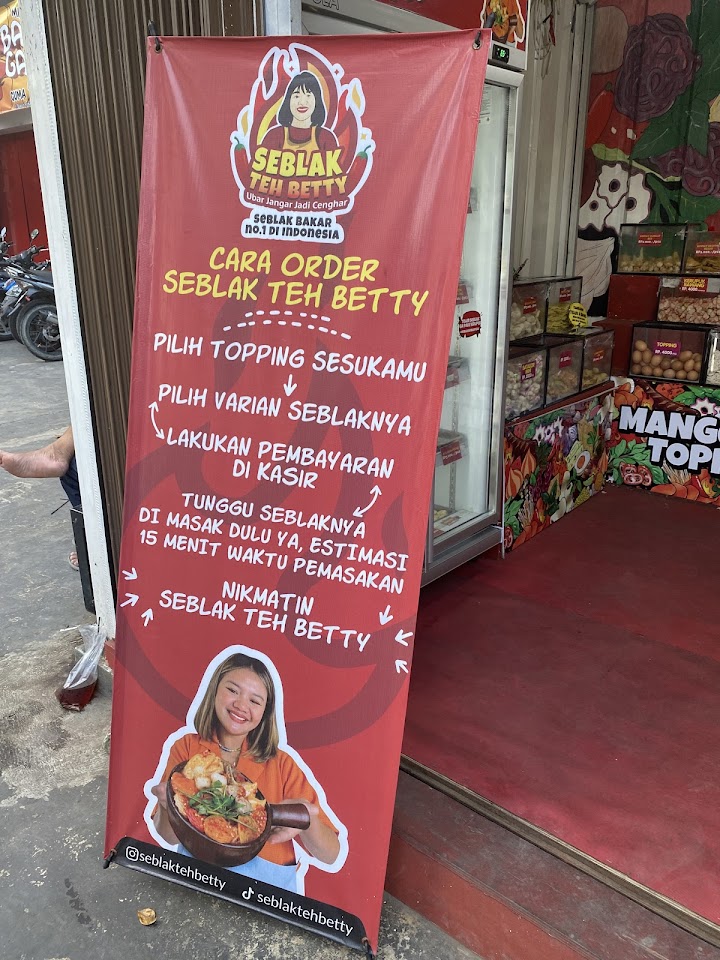 SEBLAK
TEH BETTY
Ubar Jangar Jadi Cenghar
SEBLAK BAKAR
NO.1 DI INDONESIA
CARA ORDER
SEBLAK TEH BETTY
PILIH TOPPING SESUKAMU
PILIH VARIAN SEBLAKNYA
LAKUKAN PEMBAYARAN
DI KASIR
TUNGGU SEBLAKNYA
DI MASAK DULU YA, ESTIMASI
15 MENIT WAKTU PEMASAKAN
NIKMATIN
SEBLAK TEH BETTY
@seblaktehbetty
seblaktehbetty
TOPPING
RP. 4000